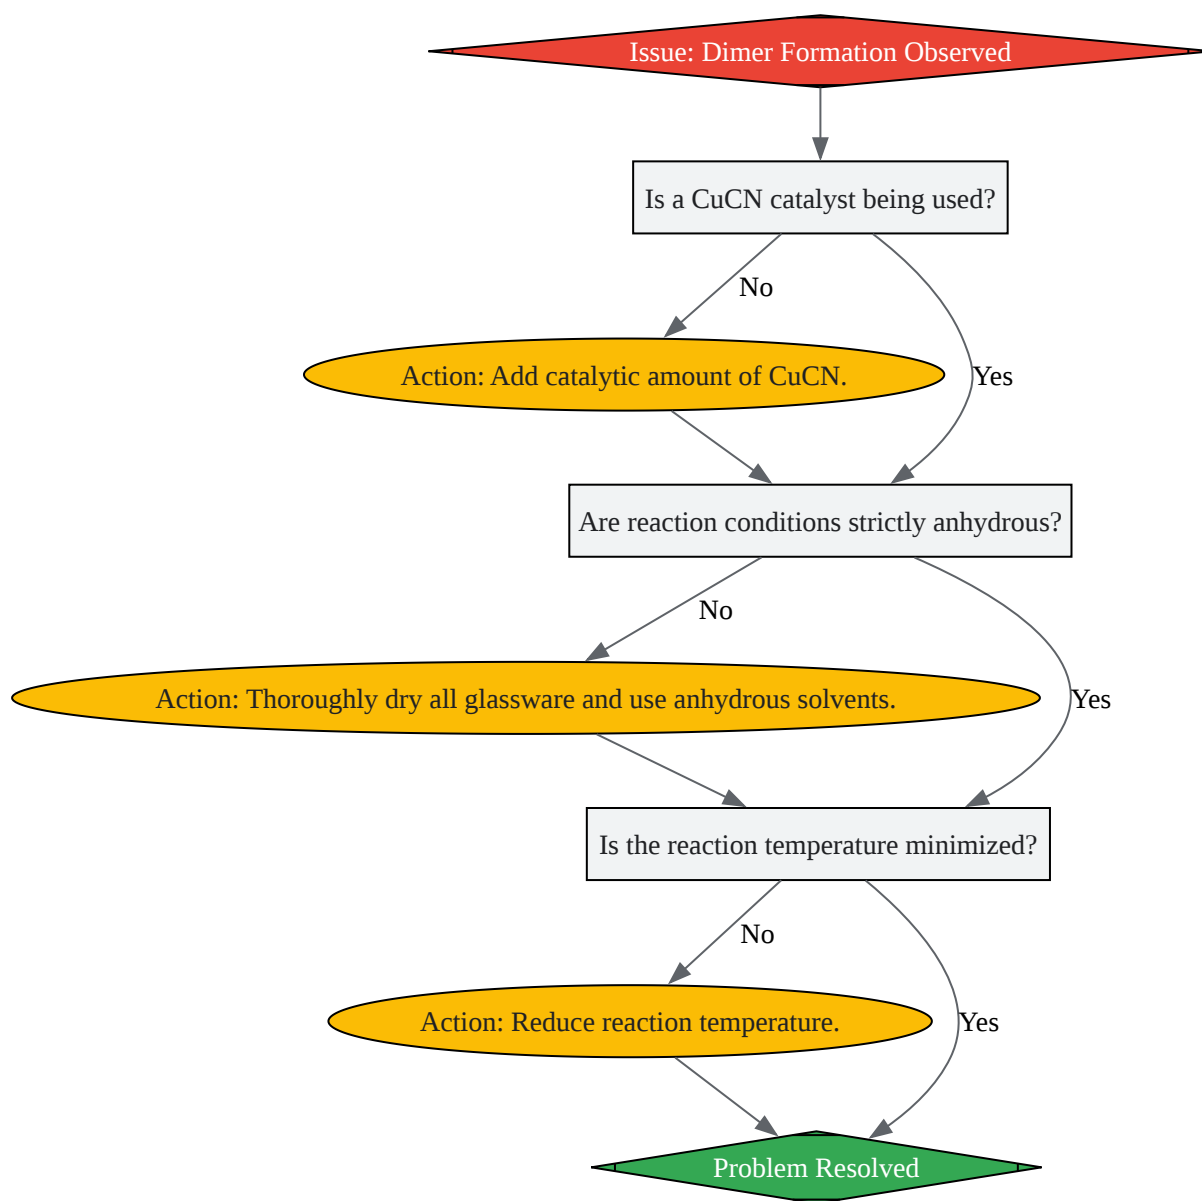 Issue: Dimer Formation Observed
Is a CuCN catalyst being used?
No
Action: Add catalytic amount of CuCN.
Yes
Are reaction conditions strictly anhydrous?
No
Action: Thoroughly dry all glassware and use anhydrous solvents.
Yes
Is the reaction temperature minimized?
No
Action: Reduce reaction temperature.
Yes
Problem Resolved